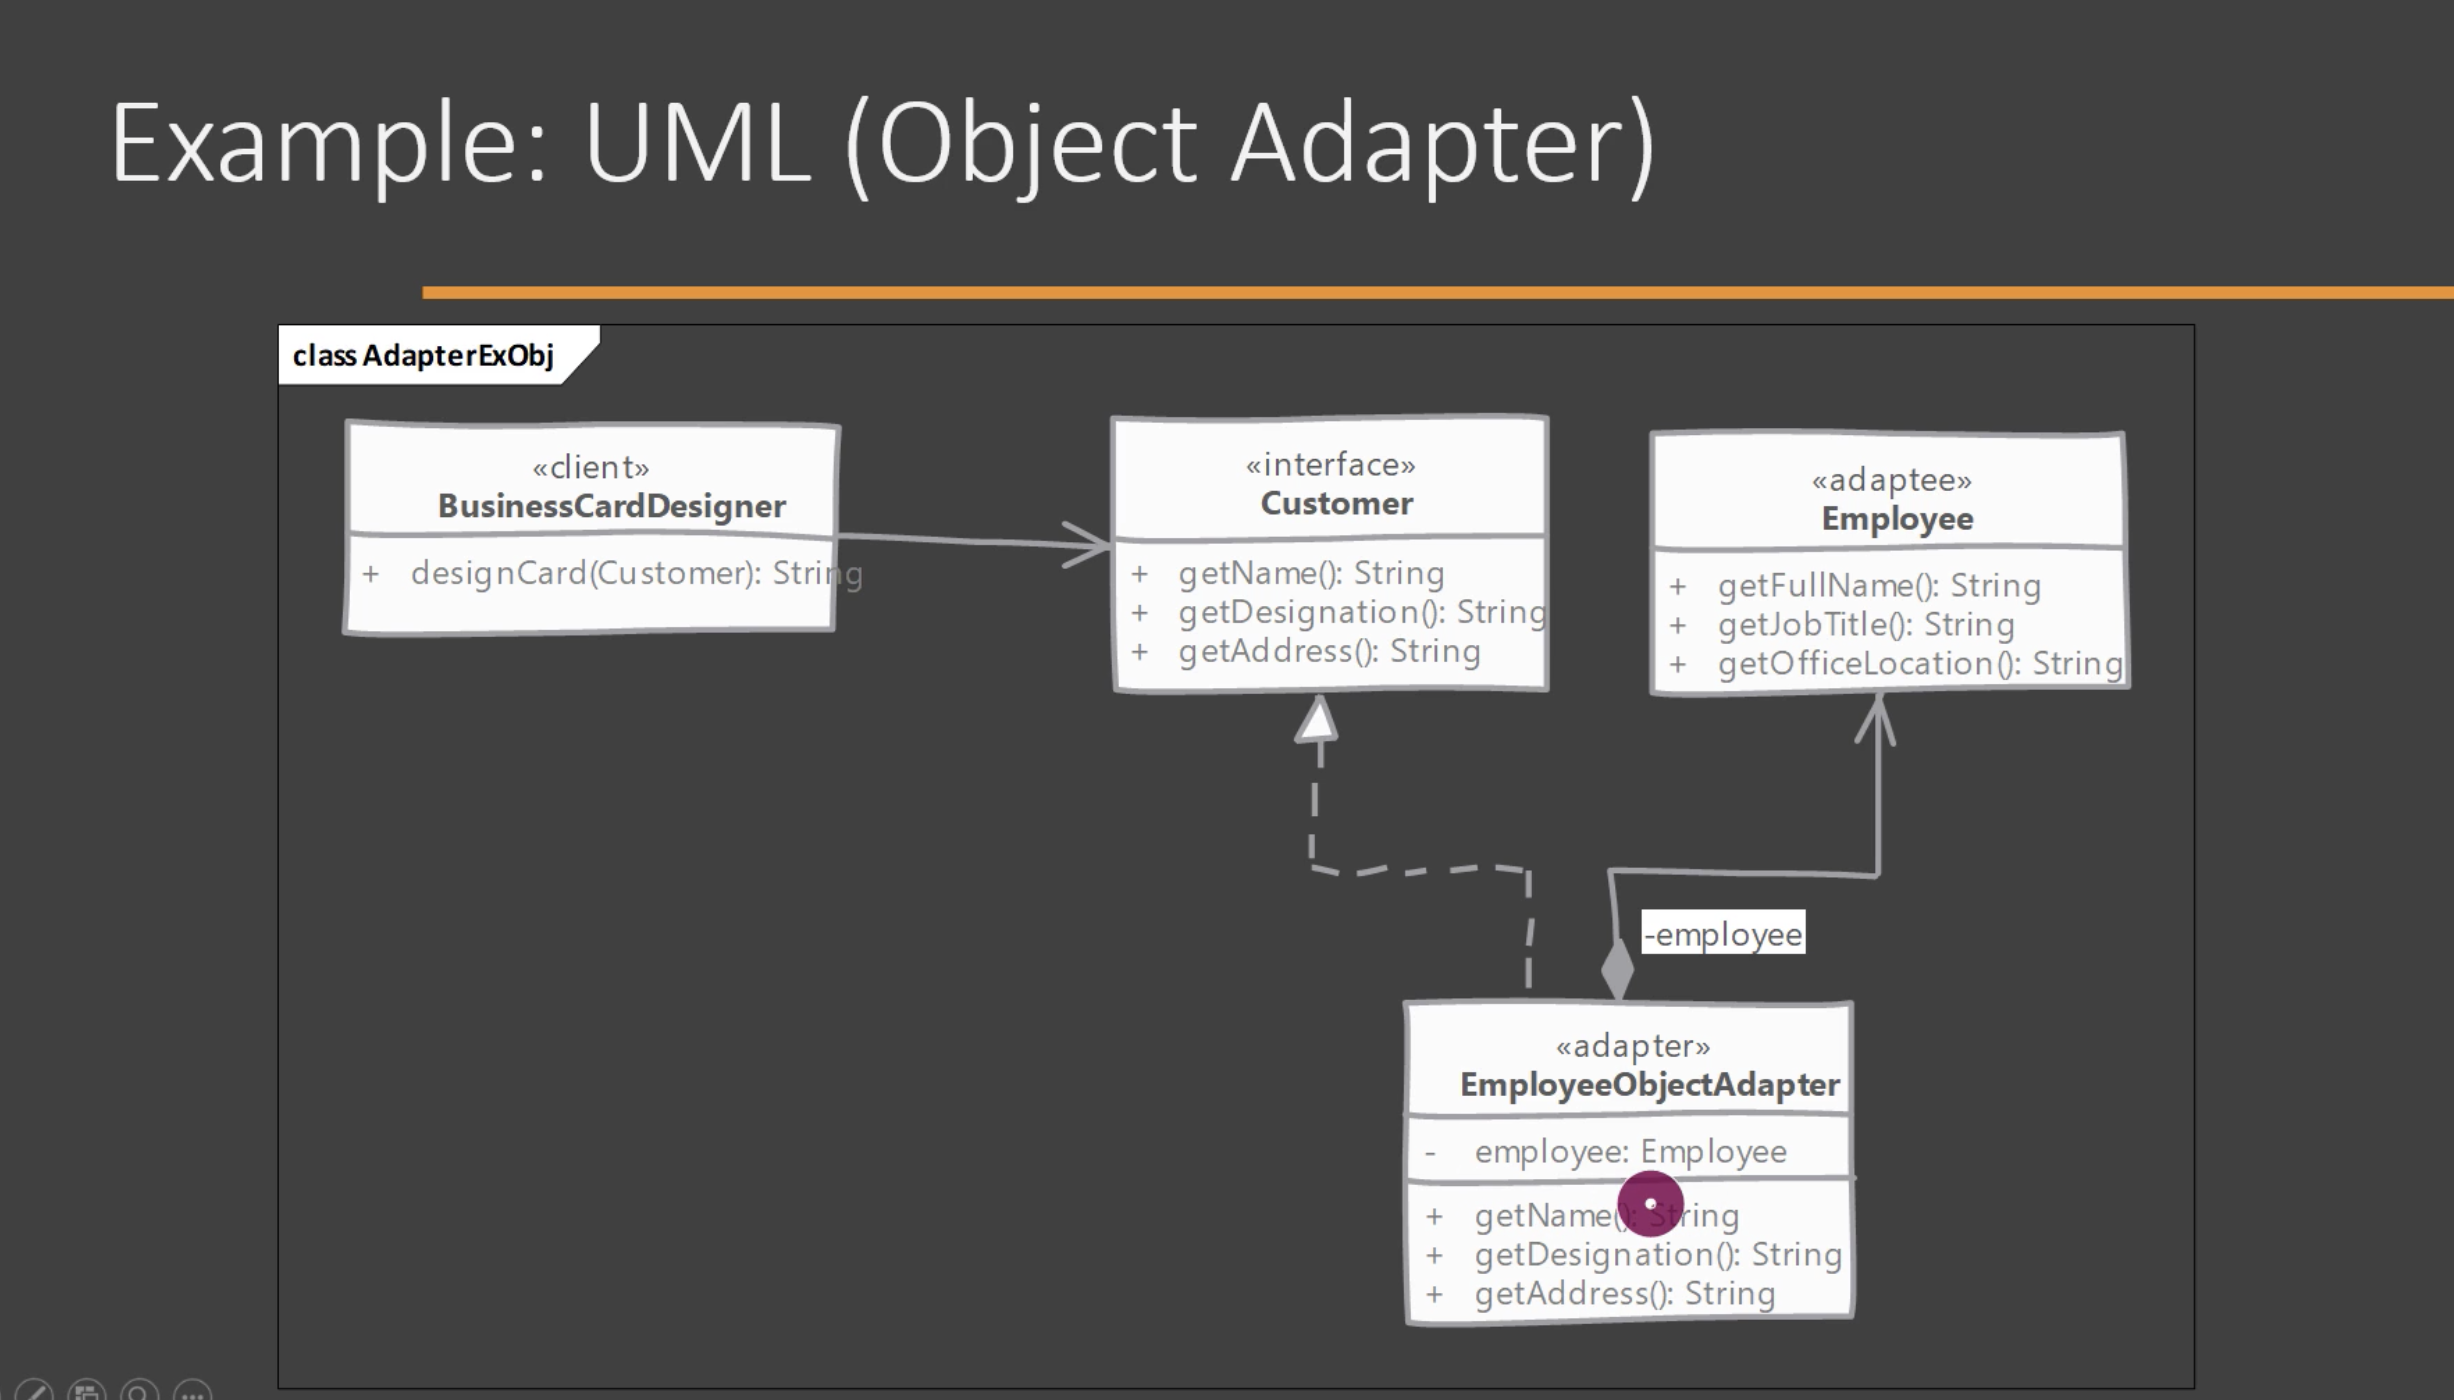 Example: UML (Object Adapter)
class AdapterExObj
«client»
BusinessCardDesigner
+ designCard(Customer): String
«interface»
Customer
+ getName(): String
+ getDesignation(): String
+ getAddress(): String
«adaptee»
Employee
+ getFullName(): String
+ getJobTitle(): String
+ getOfficeLocation(): String
-employee
«adapter»
EmployeeObjectAdapter
- employee: Employee
+ getName(): String
+ getDesignation(): String
+ getAddress(): String